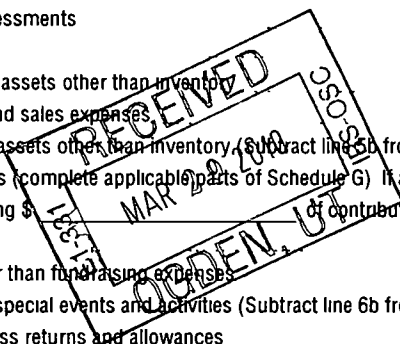 essments
assets other than inventory
nd sales expenses
assets other than inventory (Subtract line 5b fro
s (complete applicable parts of Schedule G) If a
ng $ of contribu
r than fundraising expenses
special events and activities (Subtract line 6b fro
ss returns and allowances
RECEIVED
MAR 29 2010
OGDEN, UT
IRS-OSC